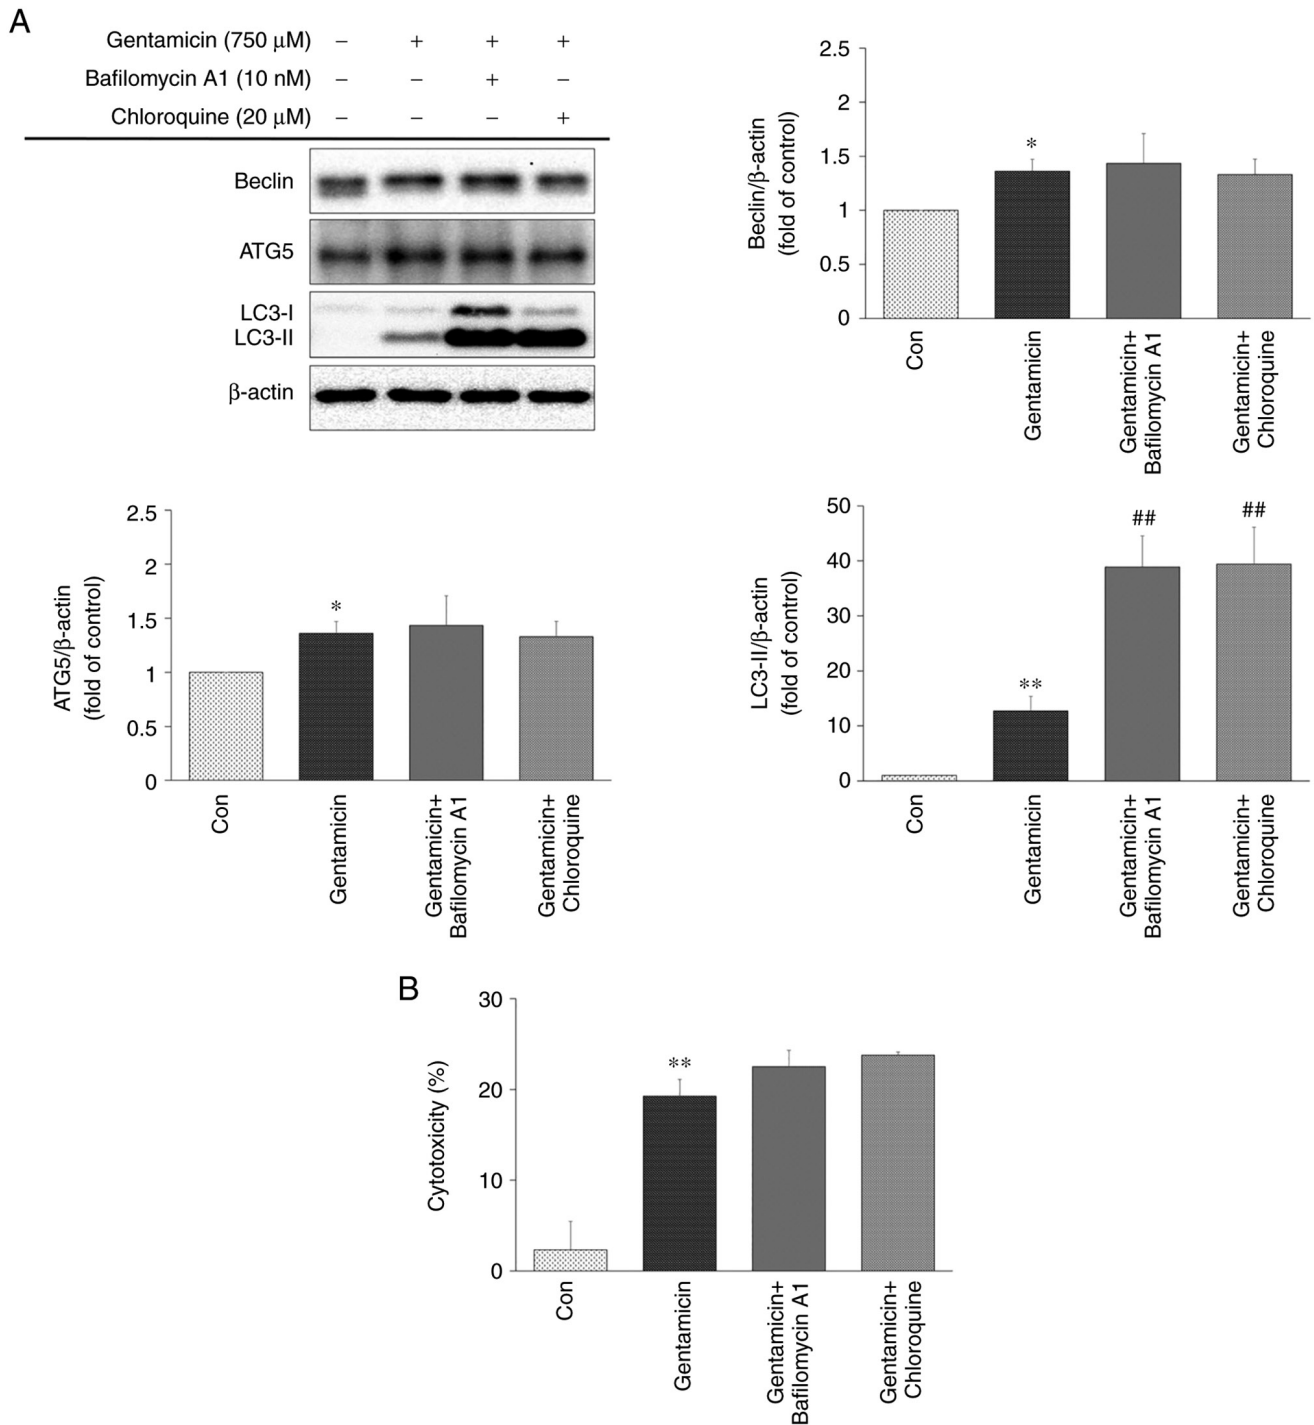 A
Gentamicin (750 μM) – + + +
Bafilomycin A1 (10 nM) – – + –
Chloroquine (20 μM) – – – +
Beclin
ATG5
LC3-I
LC3-II
β-actin
Beclin/β-actin
(fold of control)
2.5
2
1.5
1
0.5
0
*
Con
Gentamicin
Gentamicin+
Bafilomycin A1
Gentamicin+
Chloroquine
ATG5/β-actin
(fold of control)
2.5
2
1.5
1
0.5
0
*
Con
Gentamicin
Gentamicin+
Bafilomycin A1
Gentamicin+
Chloroquine
LC3-II/β-actin
(fold of control)
50
40
30
20
10
0
**
##
##
Con
Gentamicin
Gentamicin+
Bafilomycin A1
Gentamicin+
Chloroquine
B
Cytotoxicity (%)
30
20
10
0
**
Con
Gentamicin
Gentamicin+
Bafilomycin A1
Gentamicin+
Chloroquine